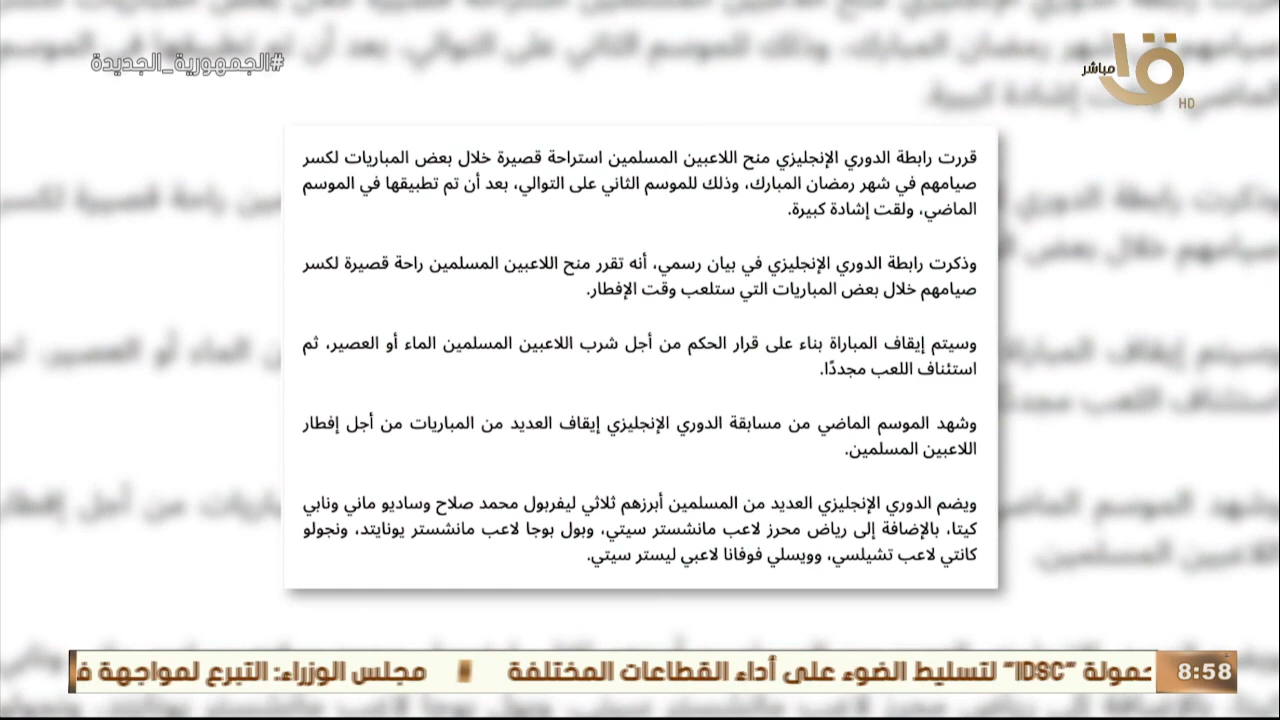 #الجمهورية_الجديدة
مباشر
HD
قررت رابطة الدوري الإنجليزي منح اللاعبين المسلمين استراحة قصيرة خلال بعض المباريات لكسر
صيامهم في شهر رمضان المبارك، وذلك للموسم الثاني على التوالي، بعد أن تم تطبيقها في الموسم
الماضي، ولقت إشادة كبيرة.
وذكرت رابطة الدوري الإنجليزي في بيان رسمي، أنه تقرر منح اللاعبين المسلمين راحة قصيرة لكسر
صيامهم خلال بعض المباريات التي ستلعب وقت الإفطار.
وسيتم إيقاف المباراة بناء على قرار الحكم من أجل شرب اللاعبين المسلمين الماء أو العصير، ثم
استئناف اللعب مجددًا.
وشهد الموسم الماضي من مسابقة الدوري الإنجليزي إيقاف العديد من المباريات من أجل إفطار
اللاعبين المسلمين.
ويضم الدوري الإنجليزي العديد من المسلمين أبرزهم ثلاثي ليفربول محمد صلاح وساديو ماني ونابي
كيتا، بالإضافة إلى رياض محرز لاعب مانشستر سيتي، وبول بوجا لاعب مانشستر يونايتد، ونجولو
كانتي لاعب تشيلسي، وويسلي فوفانا لاعبي ليستر سيتي.
8:58
حمولة "IDSC" لتسليط الضوء على أداء القطاعات المختلفة
مجلس الوزراء: التبرع لمواجهة ف